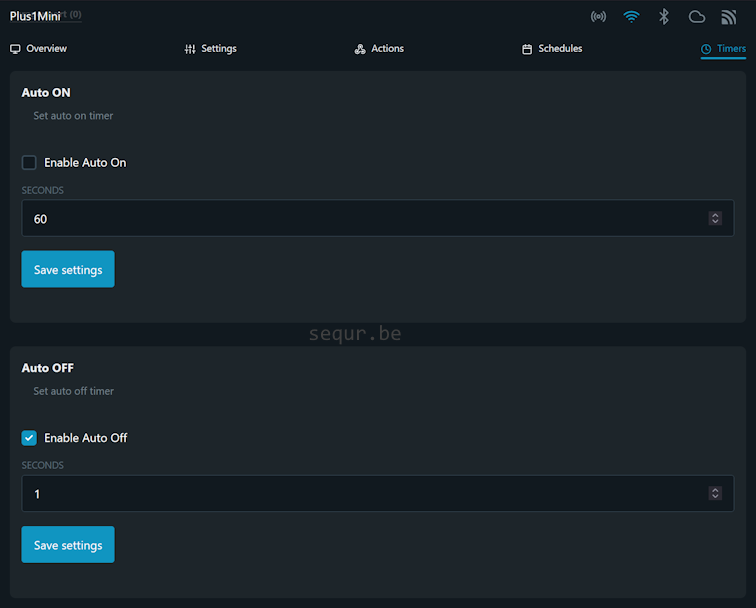 Plus1Mini (0)
Overview Settings Actions Schedules Timers
Auto ON
Set auto on timer
Enable Auto On
SECONDS
60
Save settings
sequr.be
Auto OFF
Set auto off timer
Enable Auto Off
SECONDS
1
Save settings